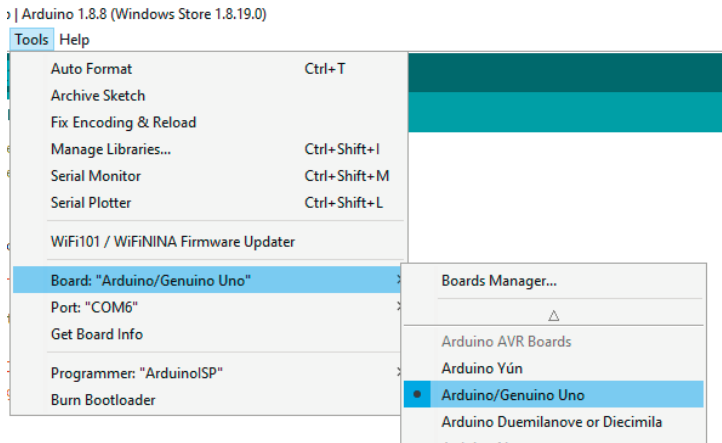 | Arduino 1.8.8 (Windows Store 1.8.19.0)
Tools Help
Auto Format Ctrl+T
Archive Sketch
Fix Encoding & Reload
Manage Libraries... Ctrl+Shift+I
Serial Monitor Ctrl+Shift+M
Serial Plotter Ctrl+Shift+L
WiFi101 / WiFiNINA Firmware Updater
Board: "Arduino/Genuino Uno"
Port: "COM6"
Get Board Info
Programmer: "ArduinoISP"
Burn Bootloader
Boards Manager...
Arduino AVR Boards
Arduino Yún
Arduino/Genuino Uno
Arduino Duemilanove or Diecimila